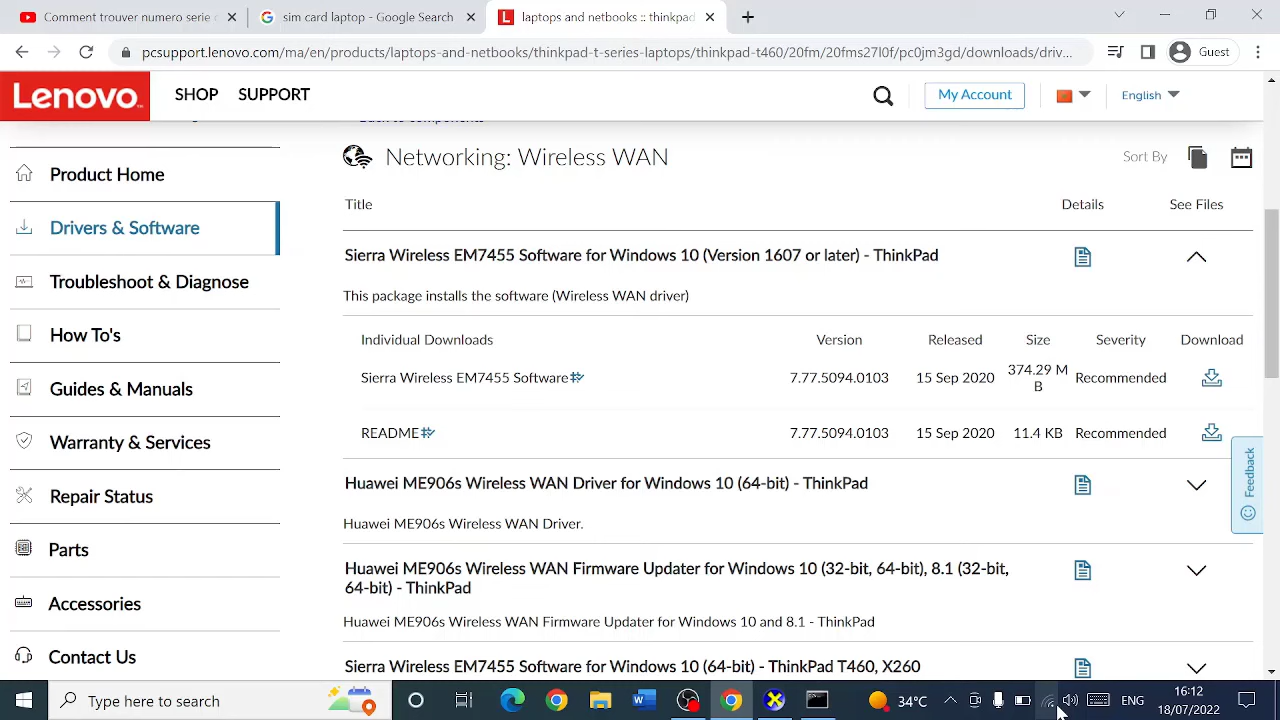 Comment trouver numero serie
sim card laptop - Google Search
L laptops and netbooks :: thinkpad
pcsupport.lenovo.com/ma/en/products/laptops-and-netbooks/thinkpad-t-series-laptops/thinkpad-t460/20fm/20fms27l0f/pc0jm3gd/downloads/driv...
Guest
Lenovo
SHOP
SUPPORT
My Account
English
Product Home
Drivers & Software
Troubleshoot & Diagnose
How To's
Guides & Manuals
Warranty & Services
Repair Status
Parts
Accessories
Contact Us
Networking: Wireless WAN
Sort By
Title Details See Files
Sierra Wireless EM7455 Software for Windows 10 (Version 1607 or later) - ThinkPad
This package installs the software (Wireless WAN driver)
Individual Downloads Version Released Size Severity Download
Sierra Wireless EM7455 Software 7.77.5094.0103 15 Sep 2020 374.29 M
B Recommended
README 7.77.5094.0103 15 Sep 2020 11.4 KB Recommended
Huawei ME906s Wireless WAN Driver for Windows 10 (64-bit) - ThinkPad
Huawei ME906s Wireless WAN Driver.
Huawei ME906s Wireless WAN Firmware Updater for Windows 10 (32-bit, 64-bit), 8.1 (32-bit,
64-bit) - ThinkPad
Huawei ME906s Wireless WAN Firmware Updater for Windows 10 and 8.1 - ThinkPad
Sierra Wireless EM7455 Software for Windows 10 (64-bit) - ThinkPad T460, X260
Feedback
Type here to search
34°C
ENG
16:12
18/07/2022